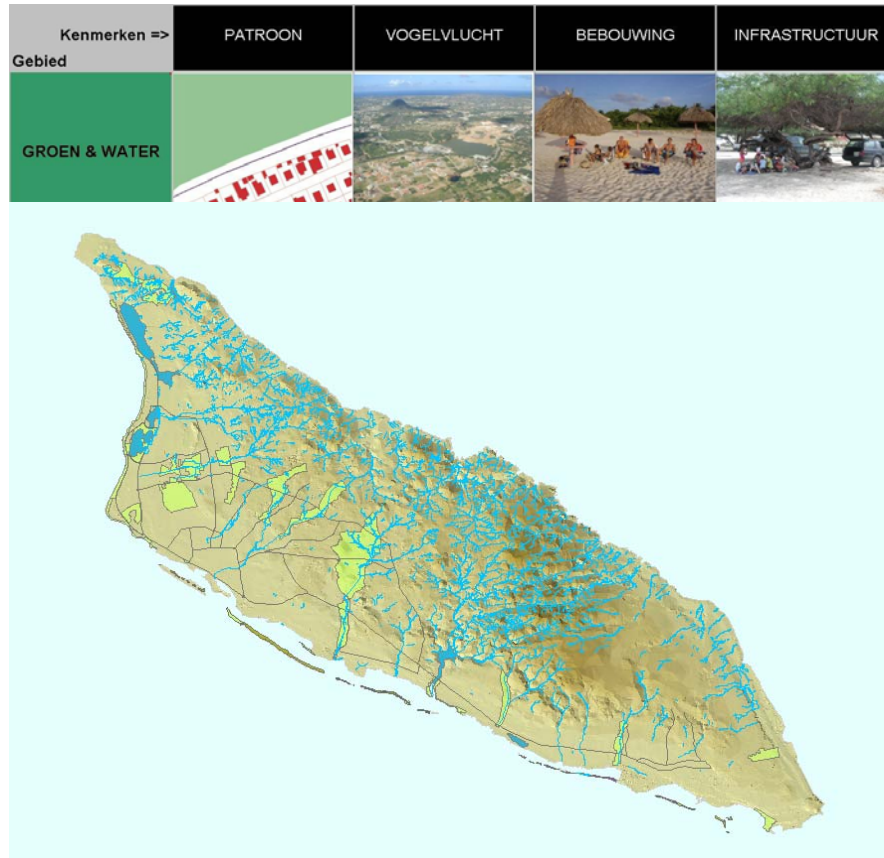 Kenmerken =>
Gebied
PATROON
VOGELVLUCHT
BEBOUWING
INFRASTRUCTUUR
GROEN & WATER